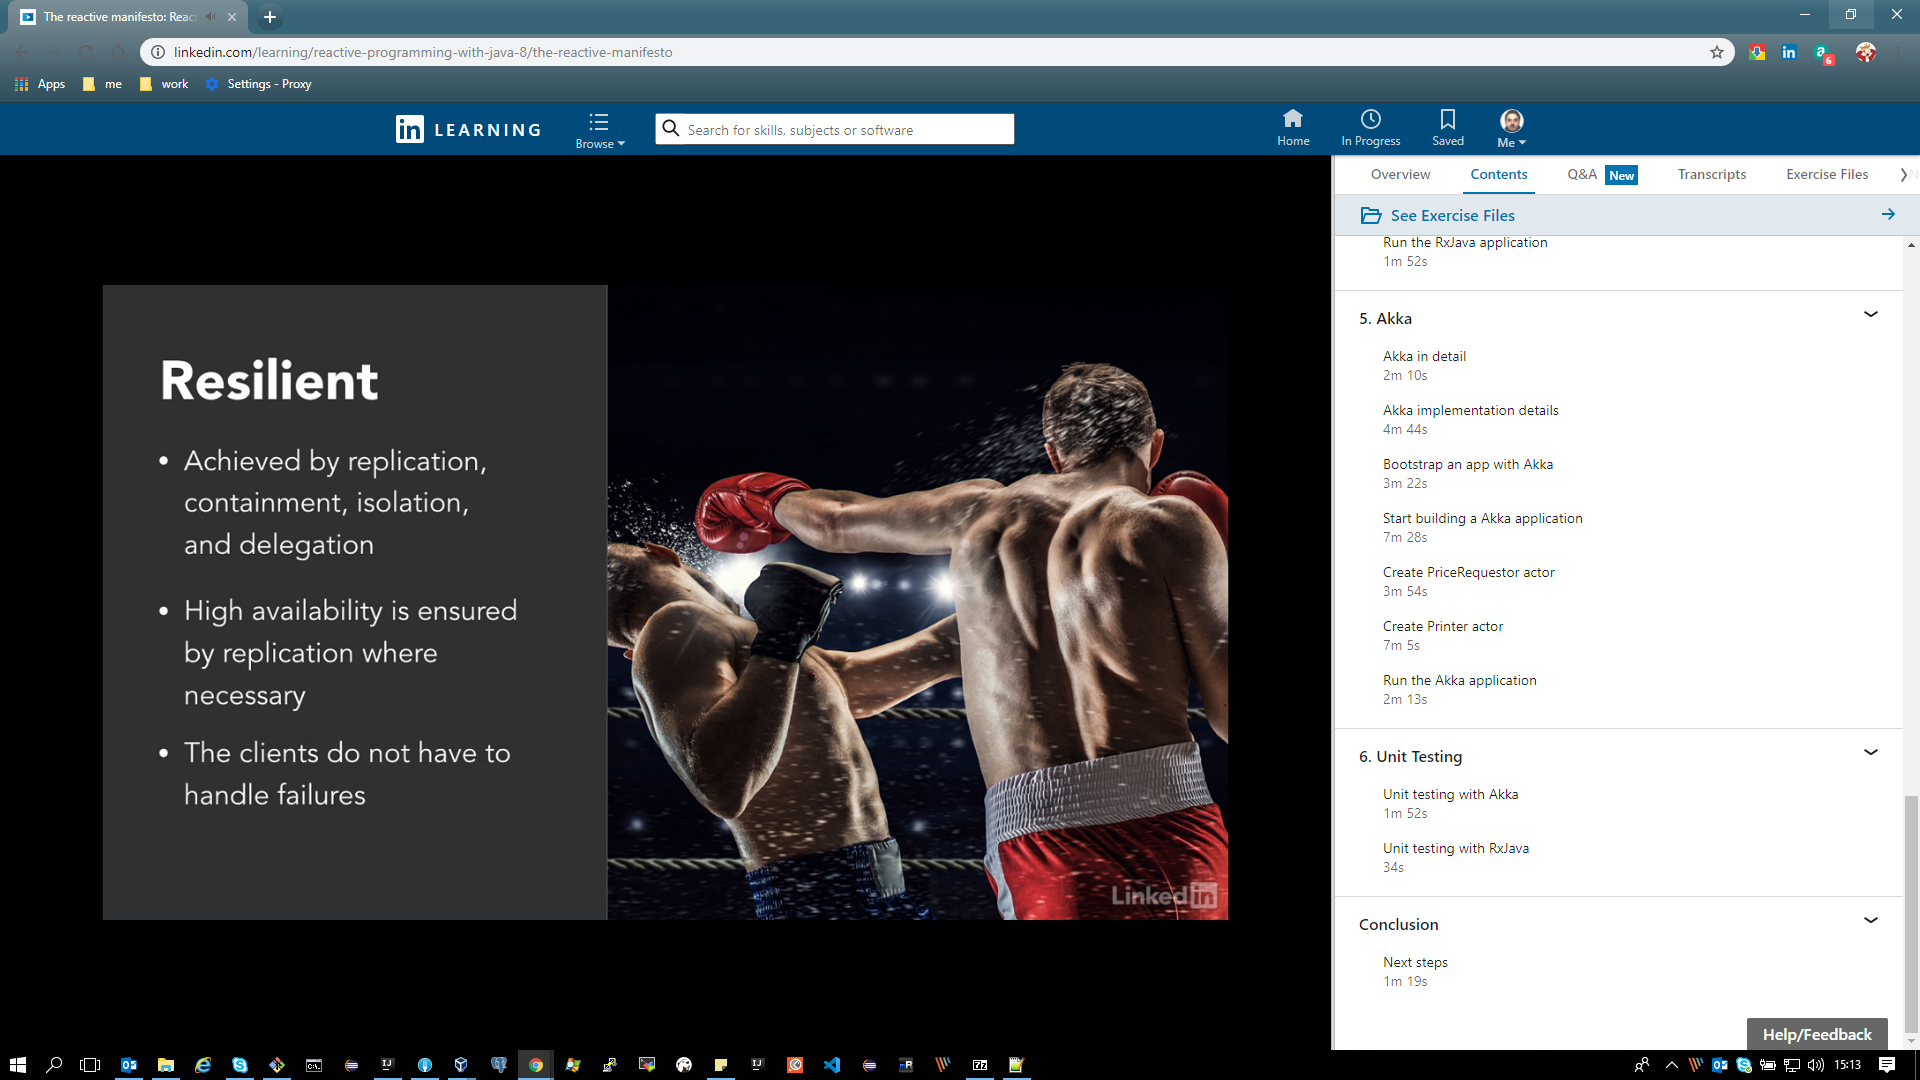 The reactive manifesto: Reac
linkedin.com/learning/reactive-programming-with-java-8/the-reactive-manifesto
6
Apps me work Settings - Proxy
in LEARNING
Browse
Search for skills, subjects or software
Home In Progress Saved Me
Overview Contents Q&A New Transcripts Exercise Files
See Exercise Files
Run the RxJava application
1m 52s
5. Akka
Akka in detail
2m 10s
Akka implementation details
4m 44s
Bootstrap an app with Akka
3m 22s
Start building a Akka application
7m 28s
Create PriceRequestor actor
3m 54s
Create Printer actor
7m 5s
Run the Akka application
2m 13s
6. Unit Testing
Unit testing with Akka
1m 52s
Unit testing with RxJava
34s
Conclusion
Next steps
1m 19s
Help/Feedback
Resilient
• Achieved by replication,
containment, isolation,
and delegation
• High availability is ensured
by replication where
necessary
• The clients do not have to
handle failures
Linkedin
15:13